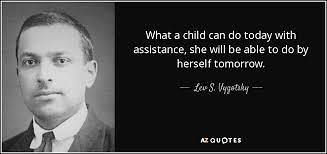 What a child can do today with
assistance, she will be able to do by
herself tomorrow.
Lev S. Vygotsky
AZ QUOTES